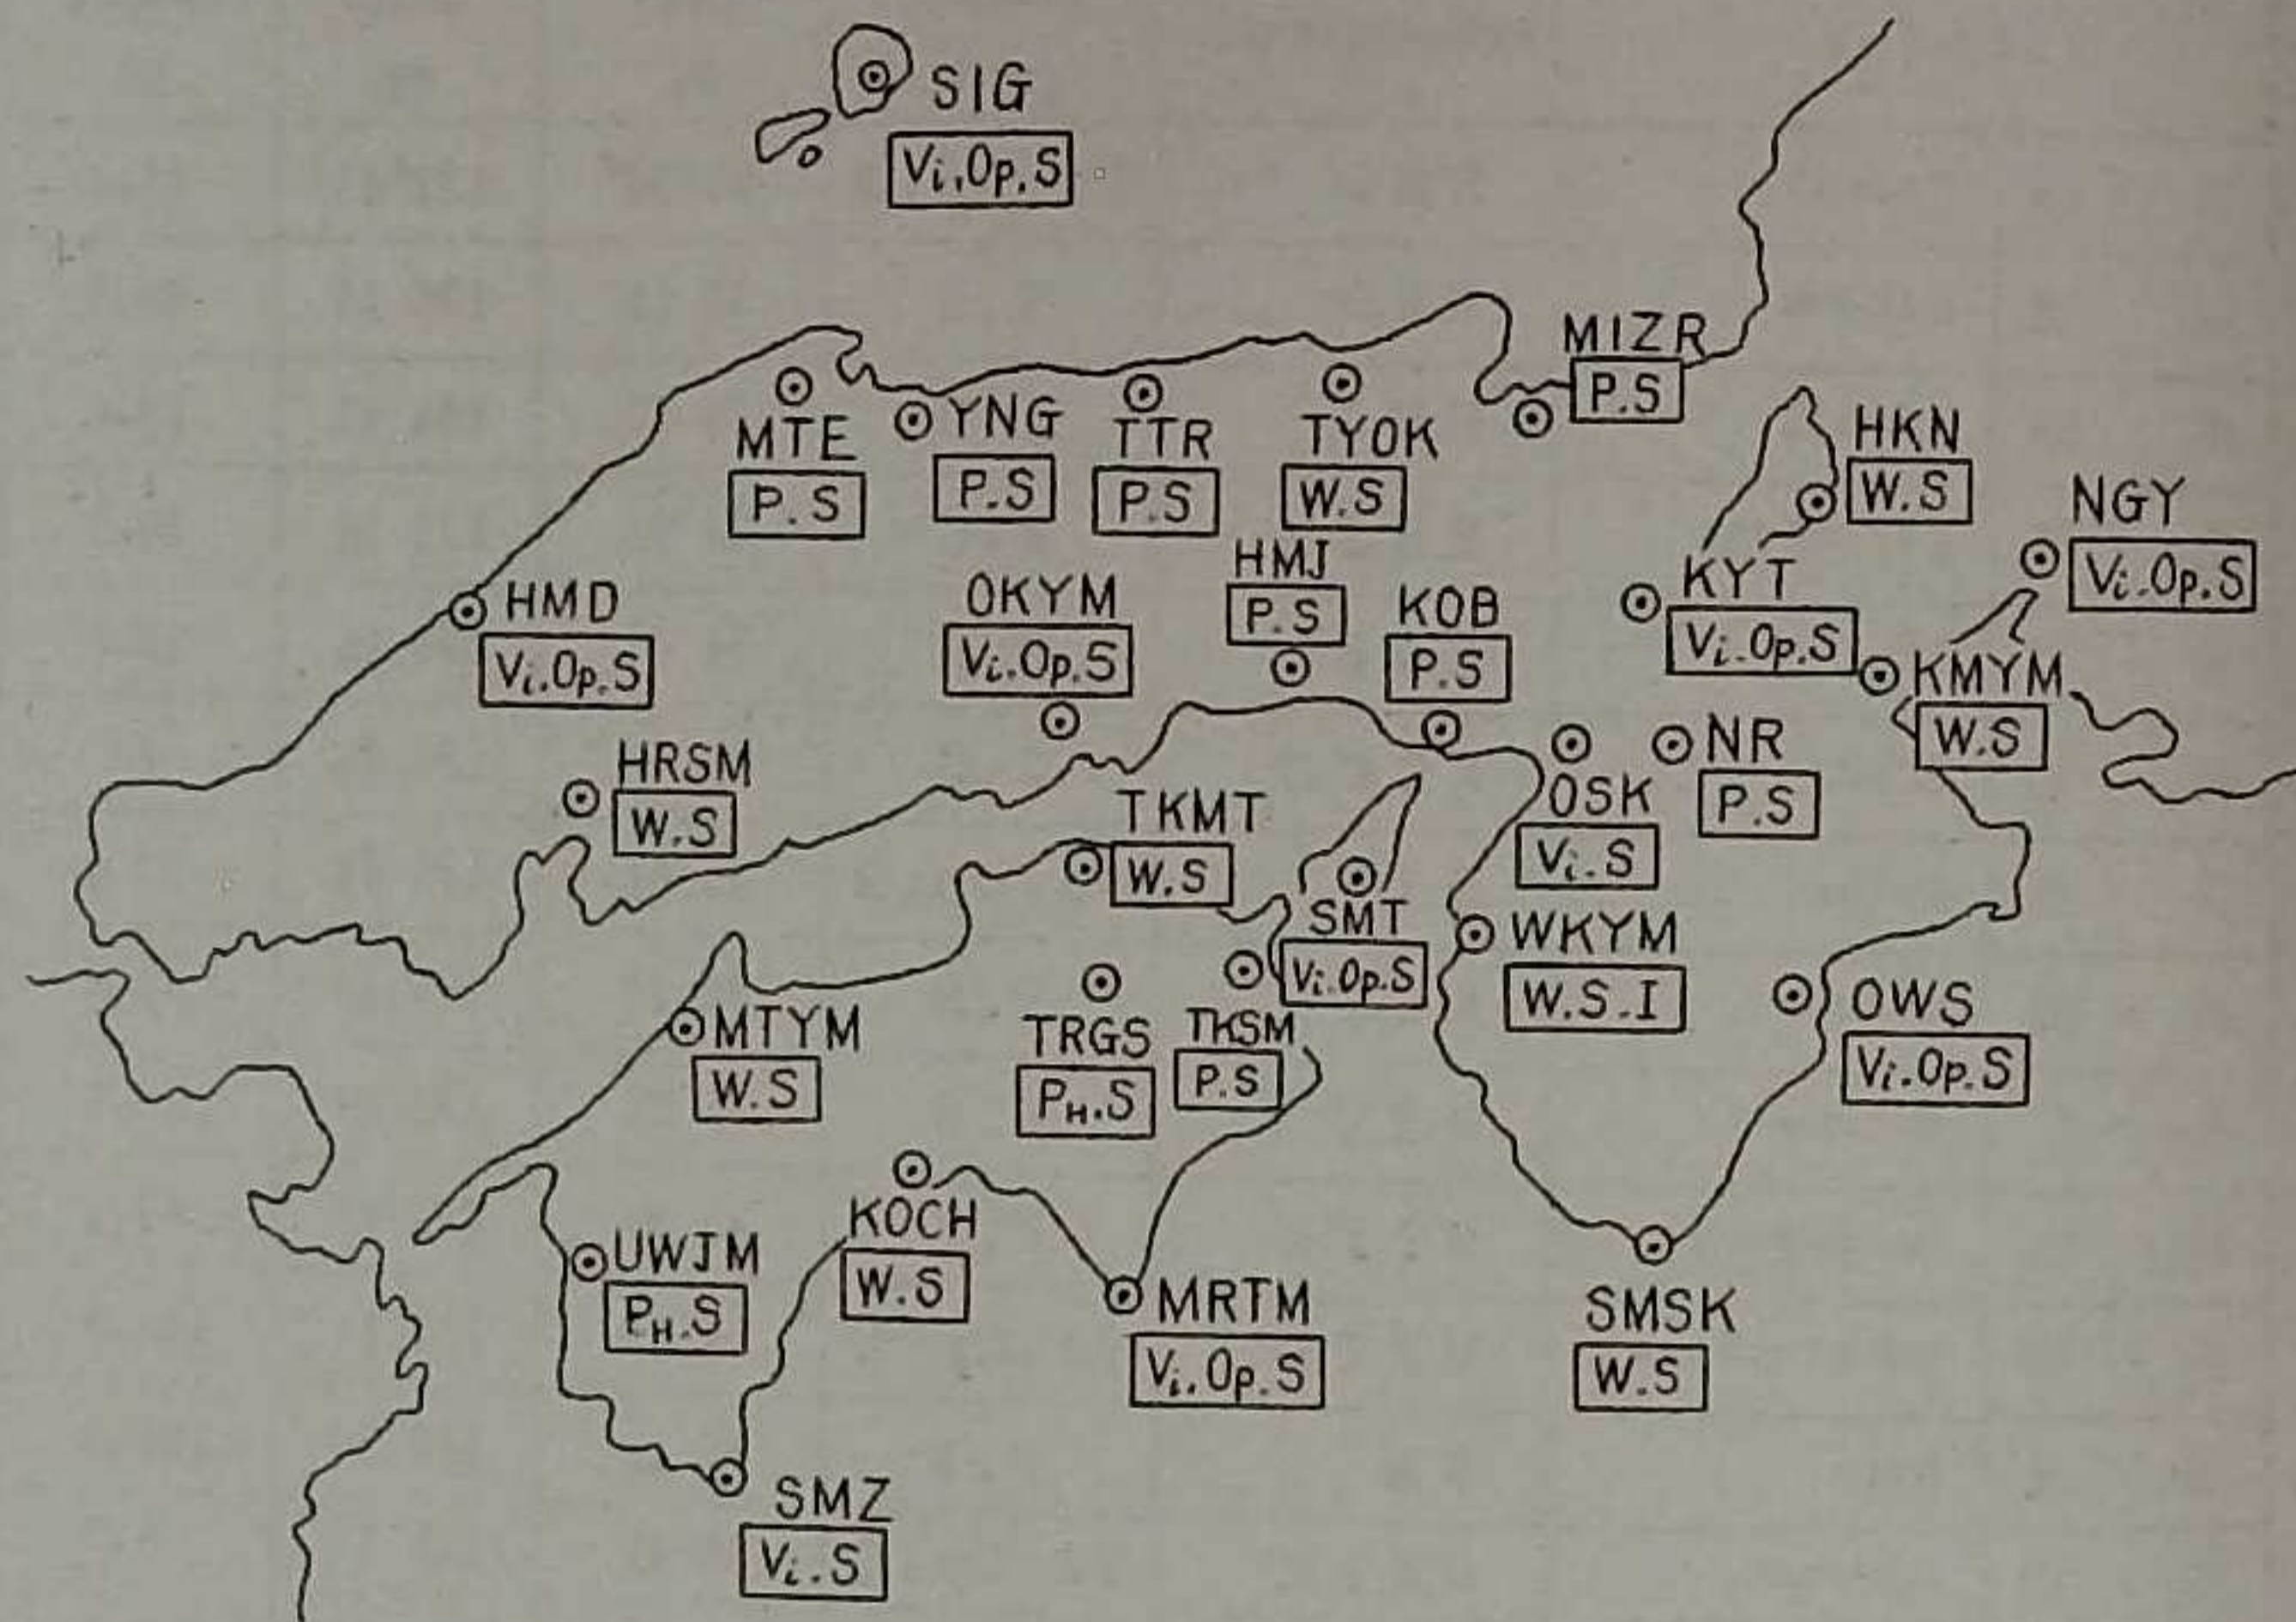 SIG
Vi.Op.S
MIZR
P.S
MTE
P.S
YNG
P.S
TTR
P.S
TYOK
W.S
HKN
W.S
NGY
Vi.Op.S
HMD
Vi.Op.S
OKYM
Vi.Op.S
HMJ
P.S
KOB
P.S
KYT
Vi.Op.S
KMYM
W.S
HRSM
W.S
TKMT
W.S
OSK
Vi.S
NR
P.S
SMT
Vi.Op.S
WKYM
W.S.I
OWS
Vi.Op.S
MTYM
W.S
TRGS
PH.S
TKSM
P.S
UWJM
PH.S
KOCH
W.S
MRTM
Vi.Op.S
SMSK
W.S
SMZ
Vi.S